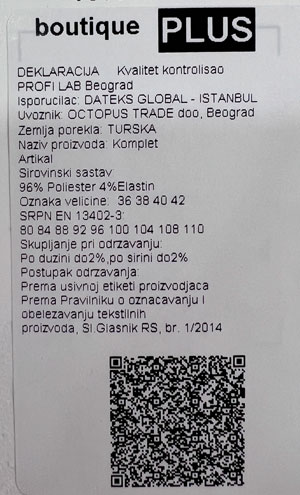 boutique PLUS
DEKLARACIJA Kvalitet kontrolisao
PROFI LAB Beograd
Isporucilac: DATEKS GLOBAL - ISTANBUL
Uvoznik: OCTOPUS TRADE doo, Beograd
Zemlja porekla: TURSKA
Naziv proizvoda: Komplet
Artikal
Sirovinski sastav:
96% Poliester 4%Elastin
Oznaka velicine: 36 38 40 42
SRPN EN 13402-3:
80 84 88 92 96 100 104 108 110
Skupljanje pri odrzavanju:
Po duzini do2%,po sirini do2%
Postupak odrzavanja:
Prema usivnoj etiketi proizvodjaca
Prema Pravilniku o oznacavanju I
obelezavanju tekstilnih
proizvoda, Sl.Glasnik RS, br. 1/2014